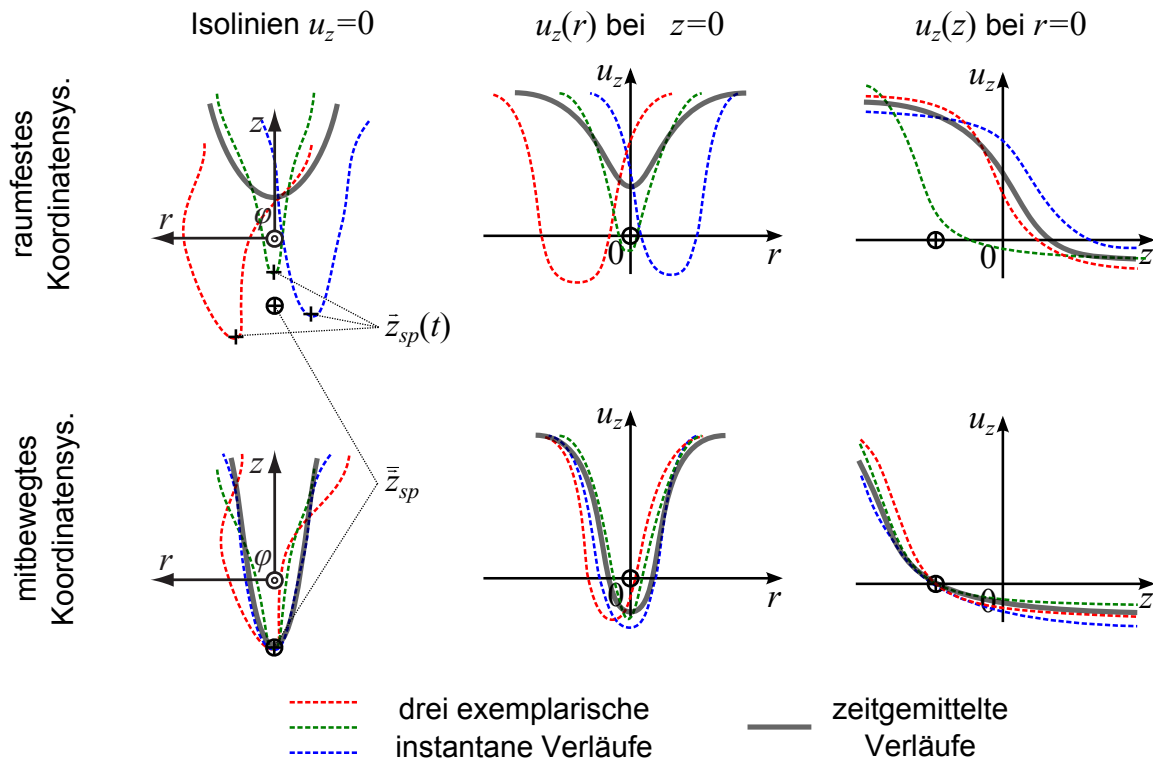 Isolinien u_z=0
u_z(r) bei z=0
u_z(z) bei r=0
raumfestes
Koordinatensys.
z
r
φ
z̄_sp(t)
u_z
0
r
u_z
0
z
mitbewegtes
Koordinatensys.
z
r
φ
z̿_sp
u_z
0
r
u_z
0
z
drei exemplarische
instantane Verläufe
zeitgemittelte
Verläufe